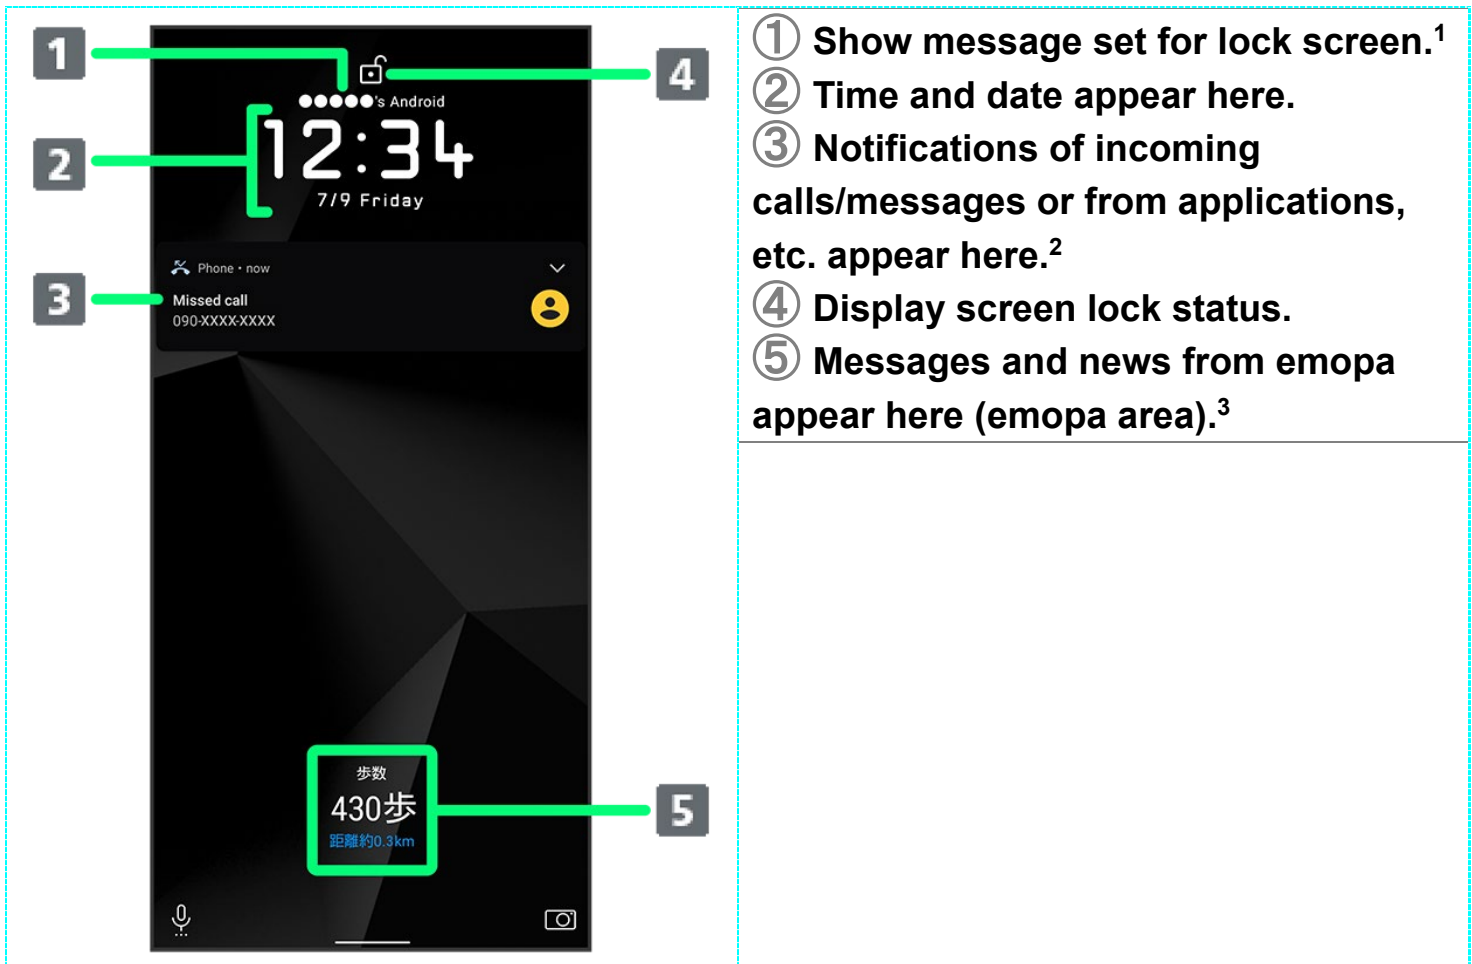 1
●●●●●'s Android
12:34
7/9 Friday
2
Phone • now
Missed call
090-XXXX-XXXX
3
4
歩数
430歩
距離約0.3km
5
① Show message set for lock screen.¹
② Time and date appear here.
③ Notifications of incoming
calls/messages or from applications,
etc. appear here.²
④ Display screen lock status.
⑤ Messages and news from emopa
appear here (emopa area).³